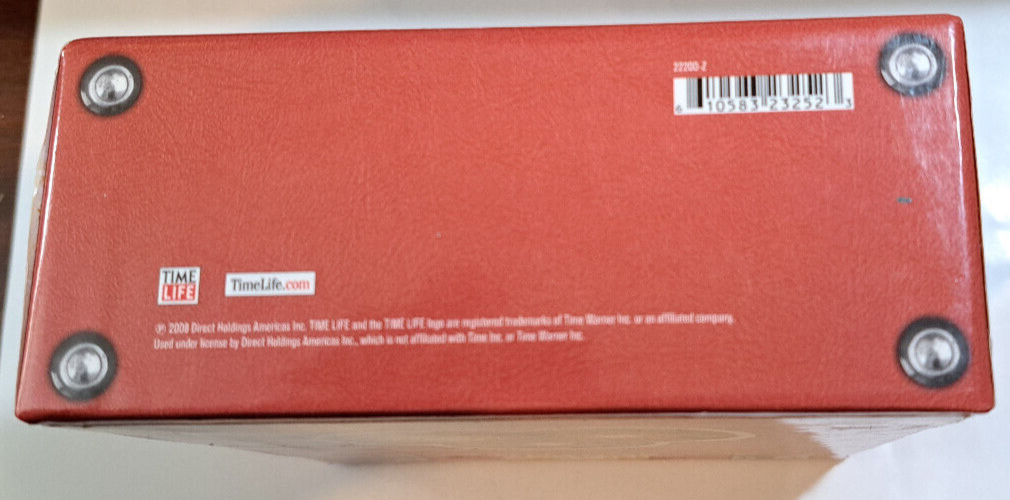 22200-Z
6 10583 23252 3
TIME
LIFE
TimeLife.com
℗ 2008 Direct Holdings Americas Inc. TIME LIFE and the TIME LIFE logo are registered trademarks of Time Warner Inc. or an affiliated company.
Used under license by Direct Holdings Americas Inc., which is not affiliated with Time Inc. or Time Warner Inc.